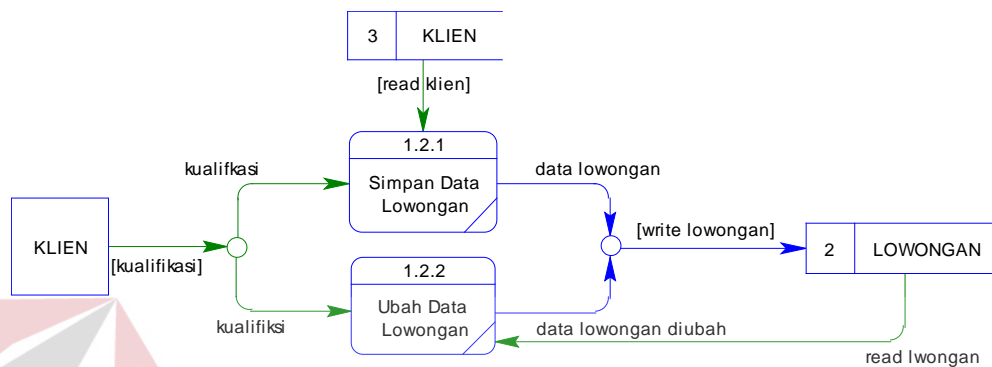 3 KLIEN
[read klien]
1.2.1
kualifkasi
Simpan Data
Lowongan
data lowongan
KLIEN
[kualifikasi]
[write lowongan]
2 LOWONGAN
1.2.2
kualifiksi
Ubah Data
Lowongan
data lowongan diubah
read lwongan